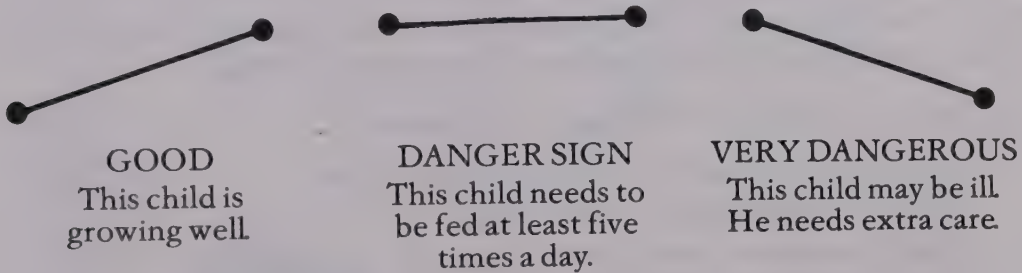 GOOD
This child is
growing well.
DANGER SIGN
This child needs to
be fed at least five
times a day.
VERY DANGEROUS
This child may be ill.
He needs extra care.